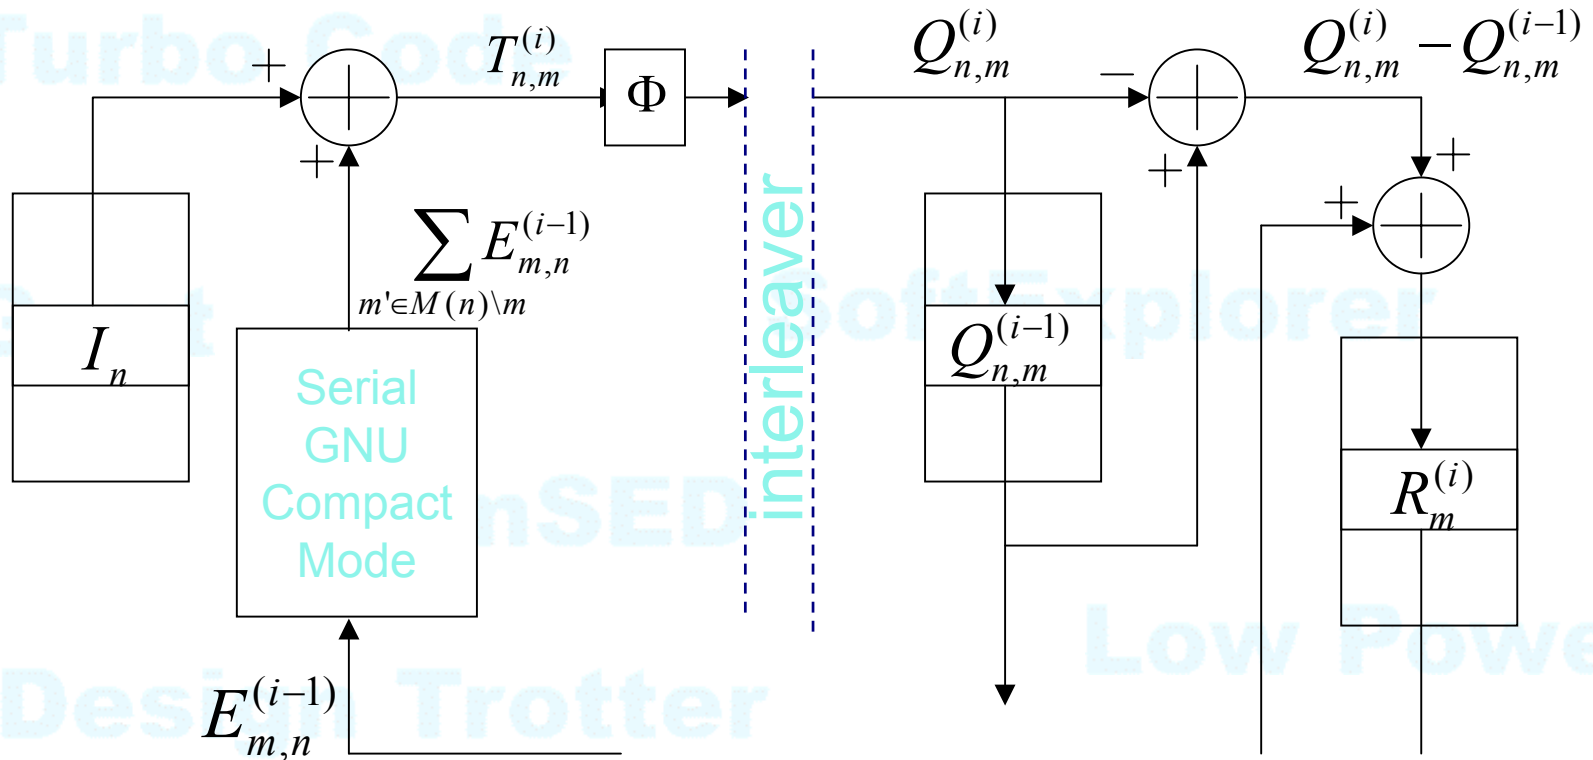 Turbo Code
+
T_{n,m}^{(i)}
Φ
Q_{n,m}^{(i)}
−
Q_{n,m}^{(i)} − Q_{n,m}^{(i−1)}
+
+
+
+
∑ E_{m,n}^{(i−1)}
m'∈M(n)\m
interleaver
SoftExplorer
I_n
Q_{n,m}^{(i−1)}
Serial
GNU
Compact
Mode
R_m^{(i)}
Low Powe
Design Trotter
E_{m,n}^{(i−1)}